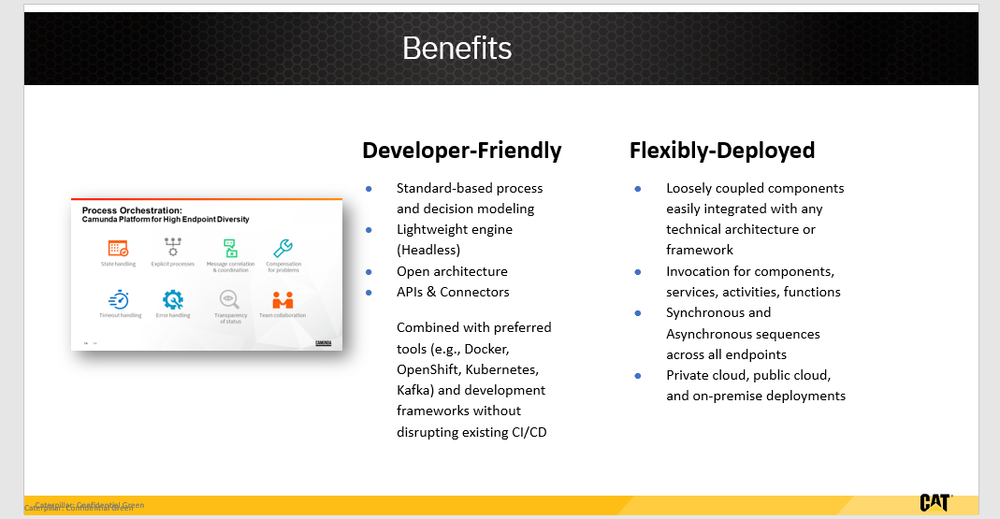 Benefits
Process Orchestration:
Camunda Platform for High Endpoint Diversity
State handling
Explicit processes
Message correlation
& coordination
Compensation
for problems
Timeout handling
Error handling
Transparency
of status
Team collaboration
CAMUNDA
Developer-Friendly
Standard-based process
and decision modeling
Lightweight engine
(Headless)
Open architecture
APIs & Connectors
Combined with preferred
tools (e.g., Docker,
OpenShift, Kubernetes,
Kafka) and development
frameworks without
disrupting existing CI/CD
Flexibly-Deployed
Loosely coupled components
easily integrated with any
technical architecture or
framework
Invocation for components,
services, activities, functions
Synchronous and
Asynchronous sequences
across all endpoints
Private cloud, public cloud,
and on-premise deployments
Caterpillar: Confidential Green
Caterpillar: Confidential Green
CAT